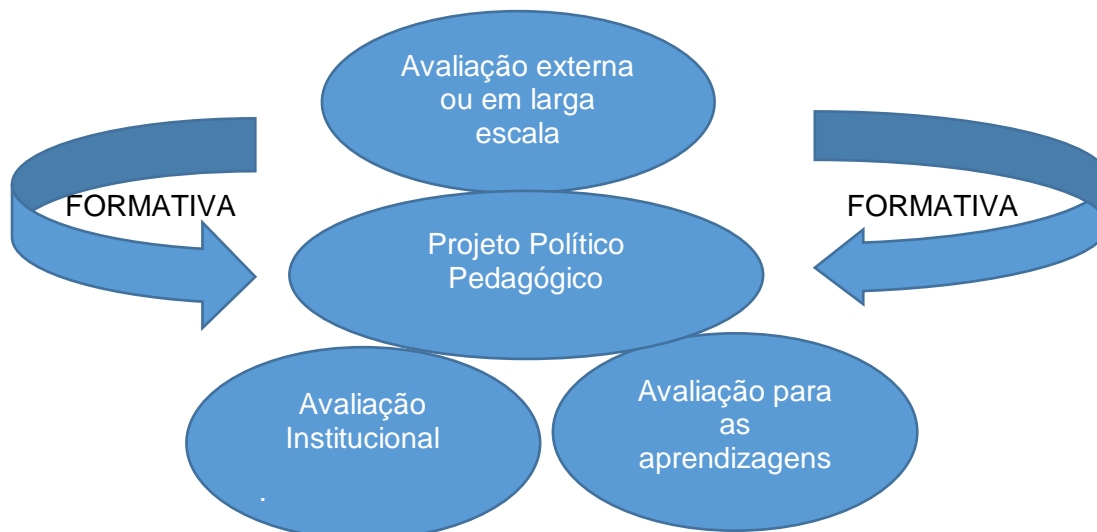 Avaliação externa
ou em larga
escala
FORMATIVA
FORMATIVA
Projeto Político
Pedagógico
Avaliação
Institucional
.
Avaliação para
as
aprendizagens